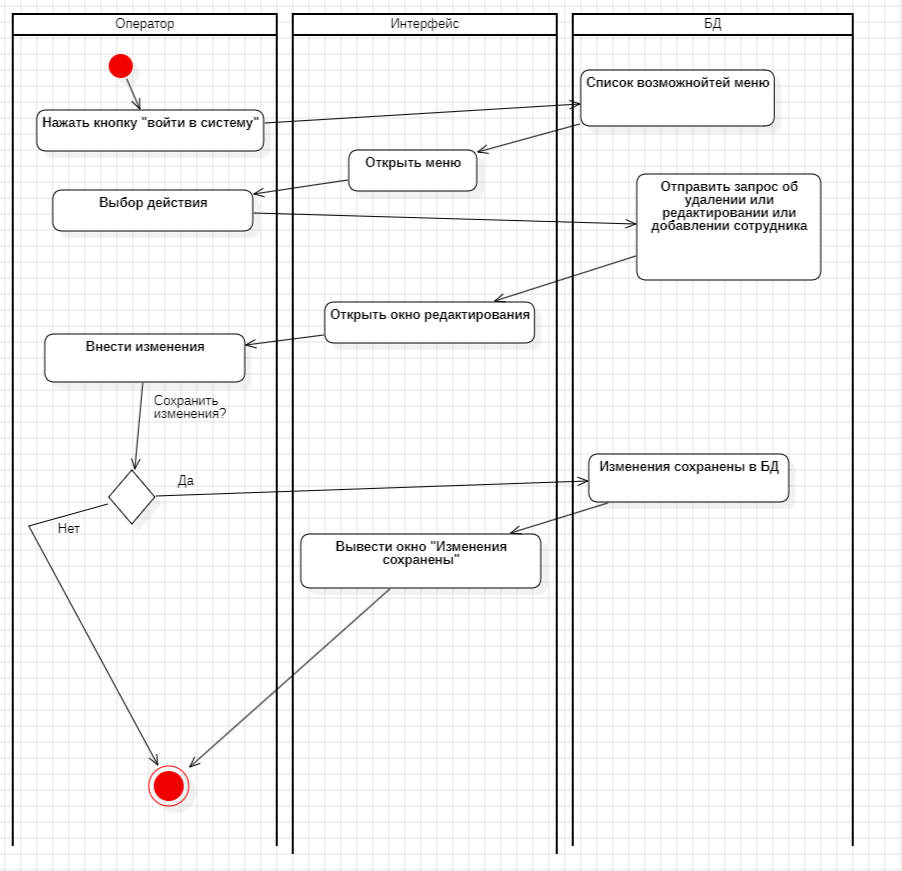 Оператор
Интерфейс
БД
Список возможнойтей меню
Нажать кнопку "войти в систему"
Открыть меню
Выбор действия
Отправить запрос об
удалении или
редактировании или
добавлении сотрудника
Открыть окно редактирования
Внести изменения
Сохранить
изменения?
Изменения сохранены в БД
Да
Нет
Вывести окно "Изменения
сохранены"